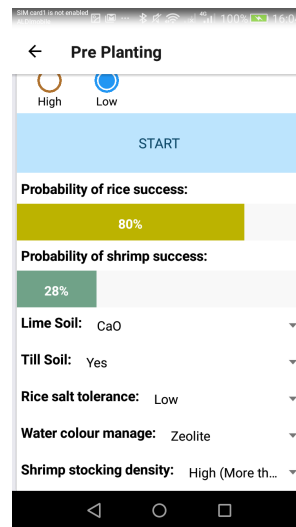 SIM card1 is not enabled
100% 16:0
Pre Planting
High Low
START
Probability of rice success:
80%
Probability of shrimp success:
28%
Lime Soil: CaO
Till Soil: Yes
Rice salt tolerance: Low
Water colour manage: Zeolite
Shrimp stocking density: High (More th...